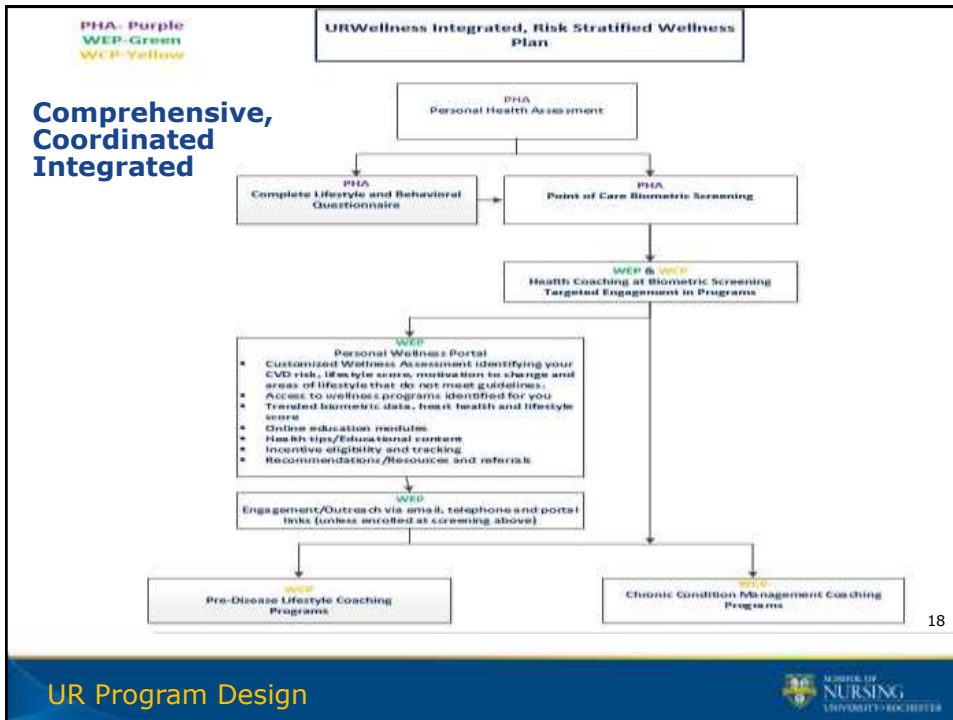 PHA- Purple
WEP-Green
WCP-Yellow
URWellness Integrated, Risk Stratified Wellness
Plan
Comprehensive,
Coordinated
Integrated
PHA
Personal Health Assessment
PHA
Complete Lifestyle and Behavioral
Questionnaire
PHA
Point of Care Biometric Screening
WEP & WCP
Health Coaching at Biometric Screening
Targeted Engagement in Programs
WEP
Personal Wellness Portal
▪ Customized Wellness Assessment identifying your
CVD risk, lifestyle score, motivation to change and
areas of lifestyle that do not meet guidelines.
▪ Access to wellness programs identified for you
▪ Trended biometric data, heart health and lifestyle
score
▪ Online education modules
▪ Health tips/Educational content
▪ Incentive eligibility and tracking
▪ Recommendations/Resources and referrals
WEP
Engagement/Outreach via email, telephone and portal
links (unless enrolled at screening above)
WCP
Pre-Disease Lifestyle Coaching
Programs
WCP
Chronic Condition Management Coaching
Programs
18
UR Program Design
SCHOOL OF
NURSING
UNIVERSITY of ROCHESTER